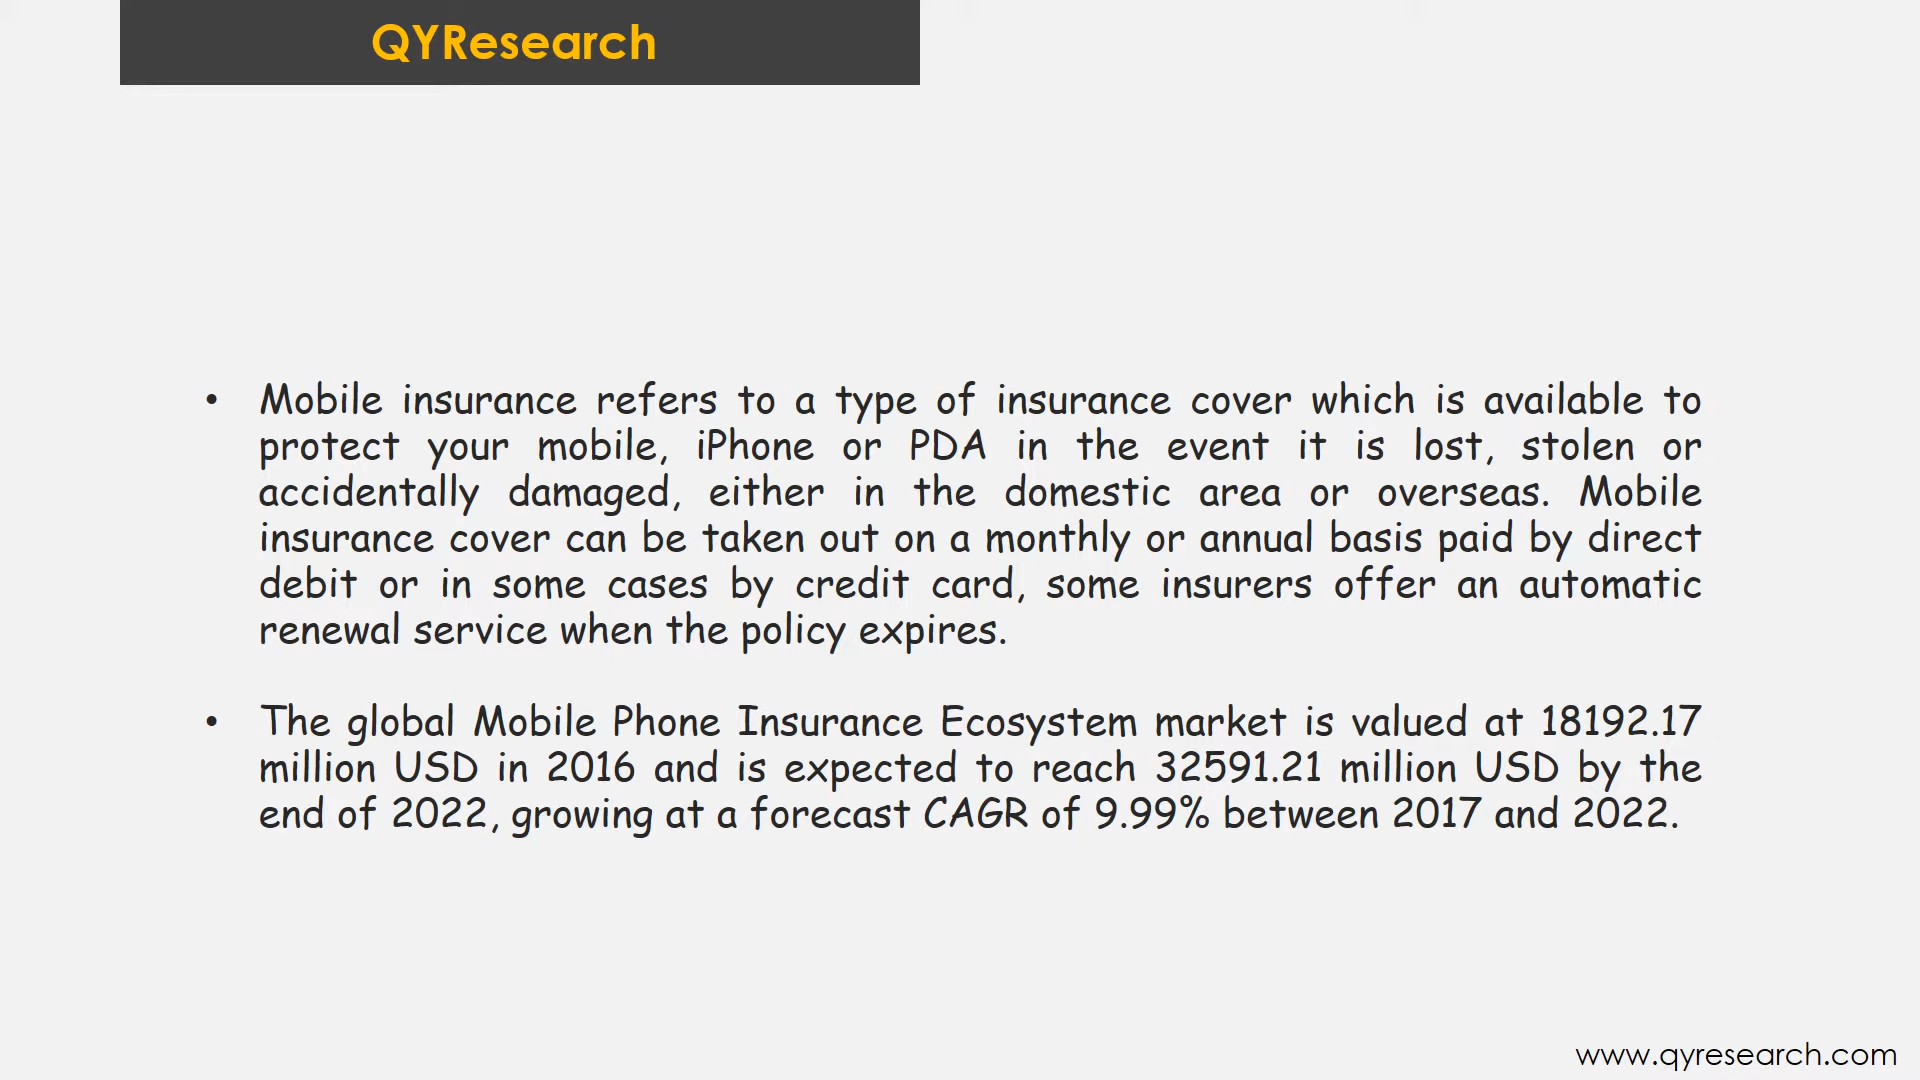 QYResearch
• Mobile insurance refers to a type of insurance cover which is available to
protect your mobile, iPhone or PDA in the event it is lost, stolen or
accidentally damaged, either in the domestic area or overseas. Mobile
insurance cover can be taken out on a monthly or annual basis paid by direct
debit or in some cases by credit card, some insurers offer an automatic
renewal service when the policy expires.
• The global Mobile Phone Insurance Ecosystem market is valued at 18192.17
million USD in 2016 and is expected to reach 32591.21 million USD by the
end of 2022, growing at a forecast CAGR of 9.99% between 2017 and 2022.
www.qyresearch.com